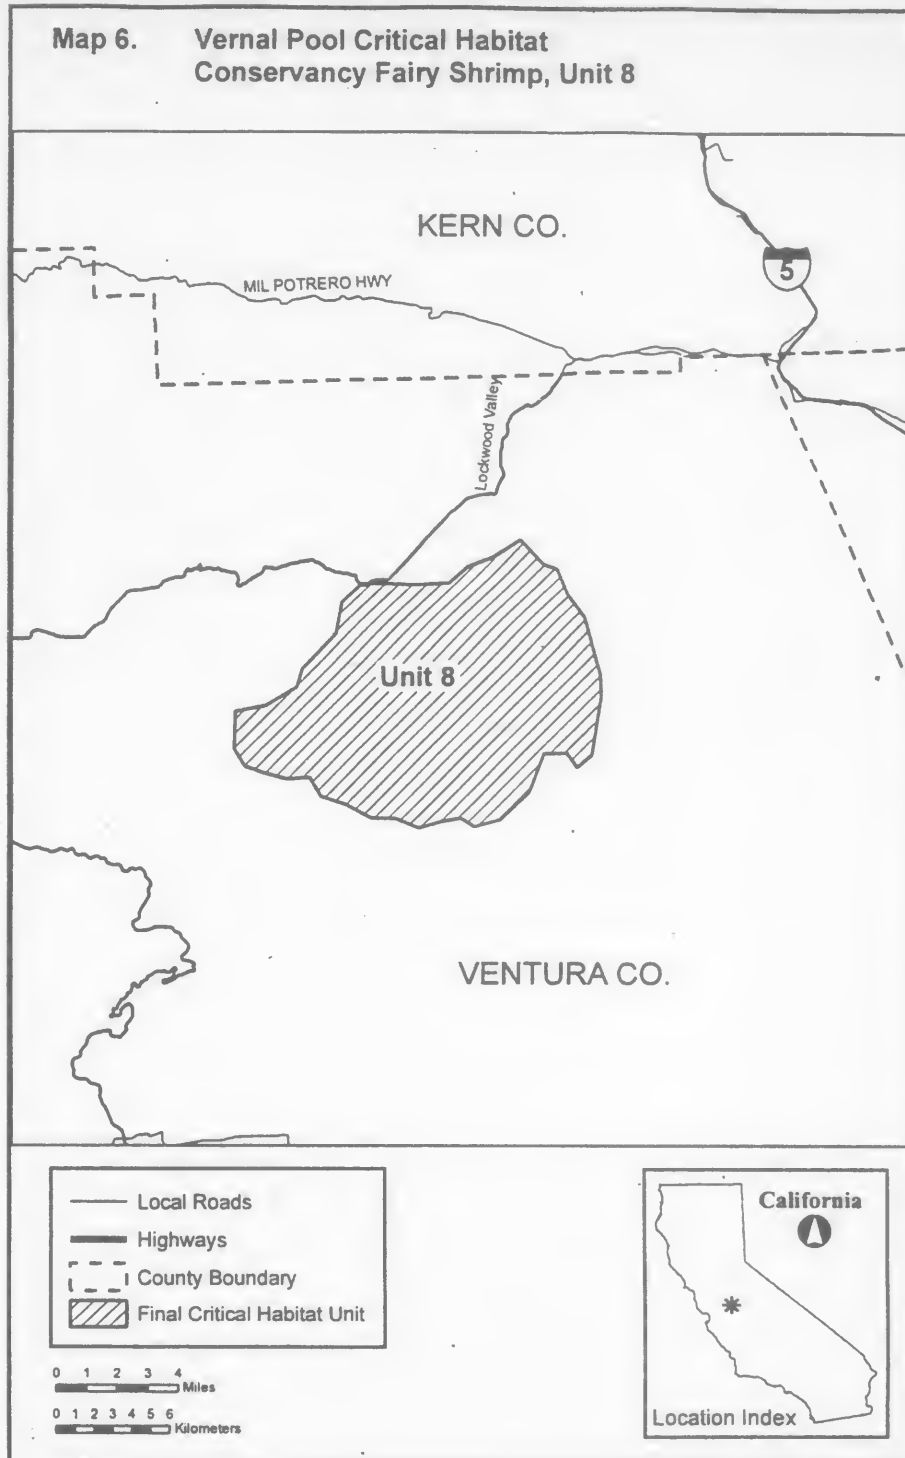 Map 6. Vernal Pool Critical Habitat
Conservancy Fairy Shrimp, Unit 8
KERN CO.
5
MIL POTRERO HWY
Lockwood Valley
Unit 8
VENTURA CO.
Local Roads
Highways
County Boundary
Final Critical Habitat Unit
0 1 2 3 4
Miles
0 1 2 3 4 5 6
Kilometers
California
Location Index